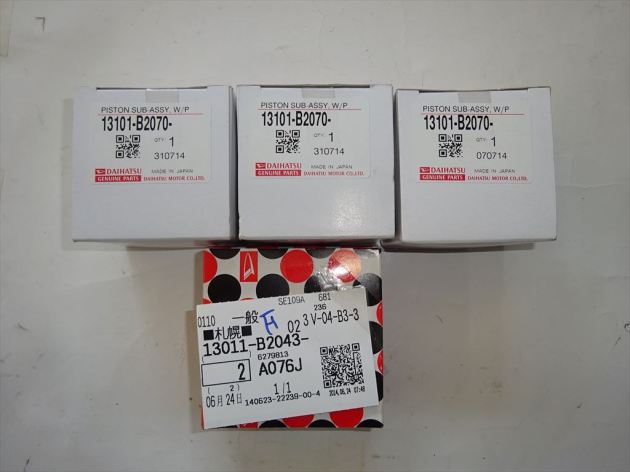 PISTON SUB-ASSY, W/P
13101-B2070-
QTY: 1
310714
DAIHATSU
GENUINE PARTS
MADE IN JAPAN
DAIHATSU MOTOR CO.,LTD.
PISTON SUB-ASSY, W/P
13101-B2070-
QTY: 1
310714
DAIHATSU
GENUINE PARTS
MADE IN JAPAN
DAIHATSU MOTOR CO.,LTD.
PISTON SUB-ASSY, W/P
13101-B2070-
QTY: 1
070714
DAIHATSU
GENUINE PARTS
MADE IN JAPAN
DAIHATSU MOTOR CO.,LTD.
SE109A 681
0110 一般 236
■札幌■ 02 3 V-04-B3-3
13011-B2043-
6279813
2 A076J
( 2) 1/1
06月24日 140623-22239-00-4
2014.06.24 07:48